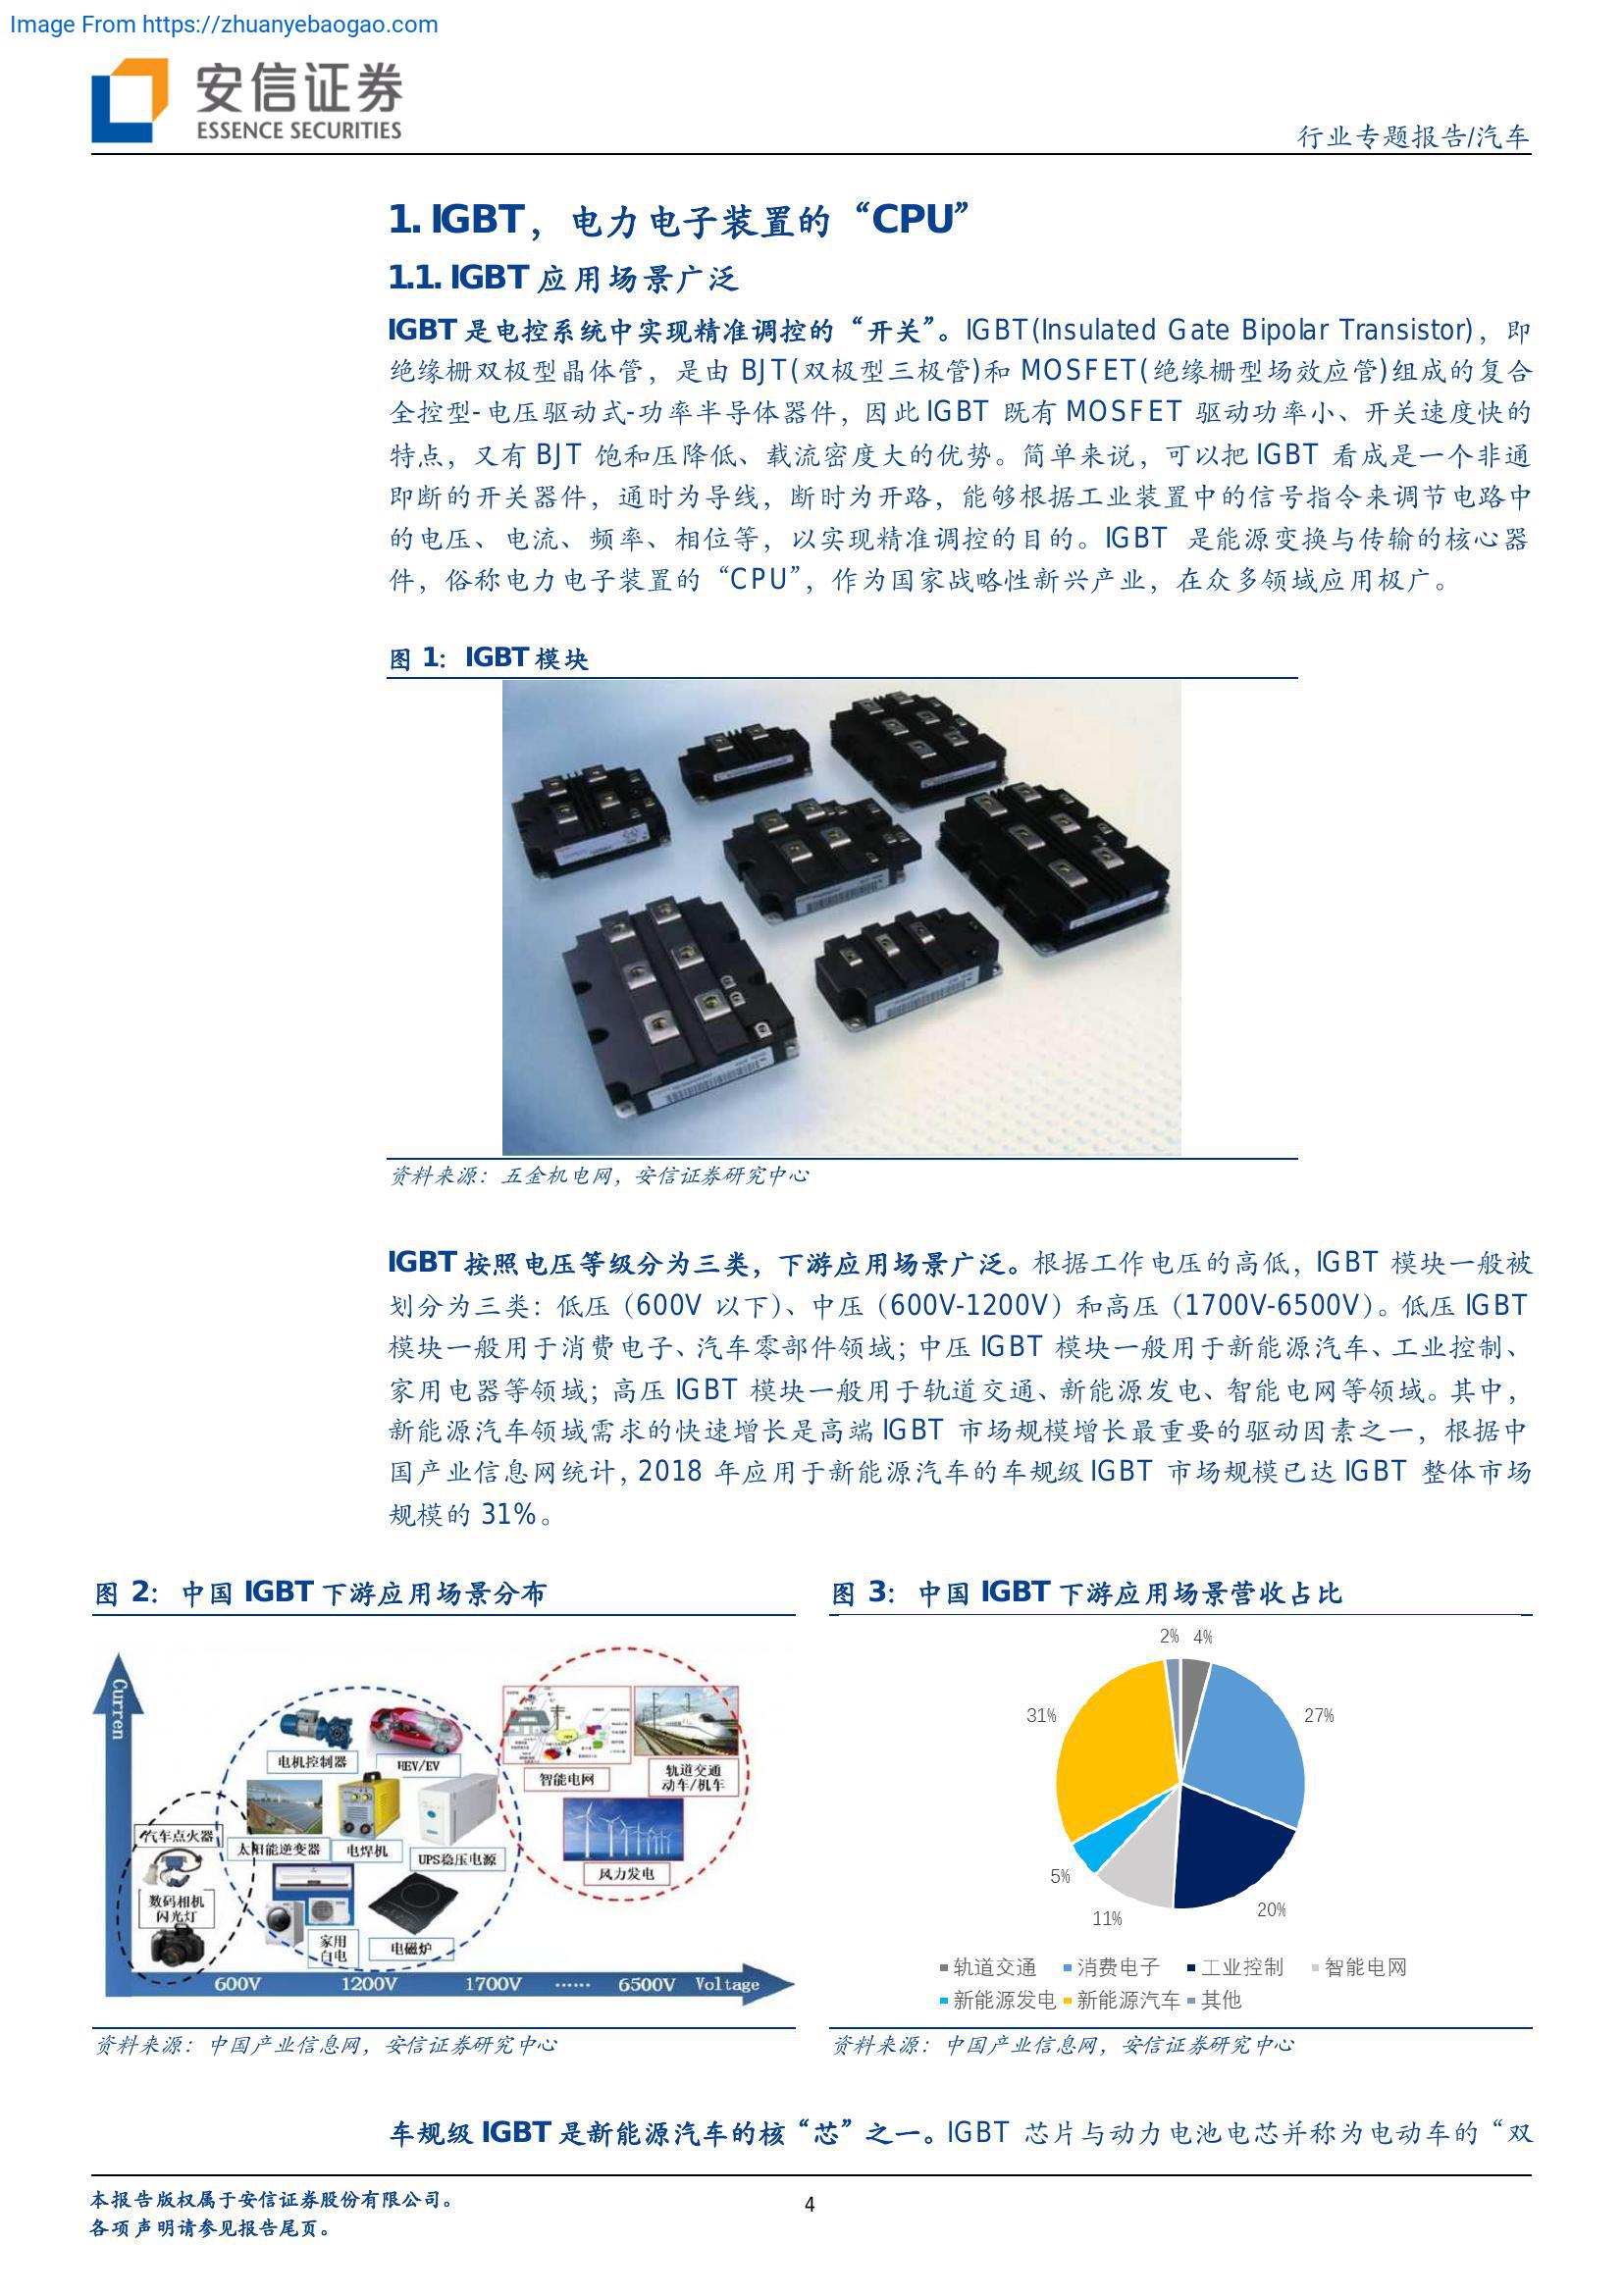 Image From https://zhuanyebaogao.com
安信证券
ESSENCE SECURITIES
行业专题报告/汽车
1. IGBT，电力电子装置的“CPU”
1.1. IGBT 应用场景广泛
IGBT 是电控系统中实现精准调控的“开关”。IGBT(Insulated Gate Bipolar Transistor)，即
绝缘栅双极型晶体管，是由 BJT(双极型三极管)和 MOSFET(绝缘栅型场效应管)组成的复合
全控型-电压驱动式-功率半导体器件，因此 IGBT 既有 MOSFET 驱动功率小、开关速度快的
特点，又有 BJT 饱和压降低、载流密度大的优势。简单来说，可以把 IGBT 看成是一个非通
即断的开关器件，通时为导线，断时为开路，能够根据工业装置中的信号指令来调节电路中
的电压、电流、频率、相位等，以实现精准调控的目的。IGBT 是能源变换与传输的核心器
件，俗称电力电子装置的“CPU”，作为国家战略性新兴产业，在众多领域应用极广。
图 1：IGBT 模块
资料来源：五金机电网，安信证券研究中心
IGBT 按照电压等级分为三类，下游应用场景广泛。根据工作电压的高低，IGBT 模块一般被
划分为三类：低压（600V 以下）、中压（600V-1200V）和高压（1700V-6500V）。低压 IGBT
模块一般用于消费电子、汽车零部件领域；中压 IGBT 模块一般用于新能源汽车、工业控制、
家用电器等领域；高压 IGBT 模块一般用于轨道交通、新能源发电、智能电网等领域。其中，
新能源汽车领域需求的快速增长是高端 IGBT 市场规模增长最重要的驱动因素之一，根据中
国产业信息网统计，2018 年应用于新能源汽车的车规级 IGBT 市场规模已达 IGBT 整体市场
规模的 31%。
图 2：中国 IGBT 下游应用场景分布
Curren
电机控制器
HEV/EV
智能电网
轨道交通
动车/机车
汽车点火器
太阳能逆变器
电焊机
UPS稳压电源
风力发电
数码相机
闪光灯
家用
白电
电磁炉
600V 1200V 1700V ...... 6500V Voltage
资料来源：中国产业信息网，安信证券研究中心
图 3：中国 IGBT 下游应用场景营收占比
2% 4%
31%
27%
5%
11%
20%
轨道交通 消费电子 工业控制 智能电网
新能源发电 新能源汽车 其他
资料来源：中国产业信息网，安信证券研究中心
车规级 IGBT 是新能源汽车的核“芯”之一。IGBT 芯片与动力电池电芯并称为电动车的“双
本报告版权属于安信证券股份有限公司。
各项声明请参见报告尾页。
4